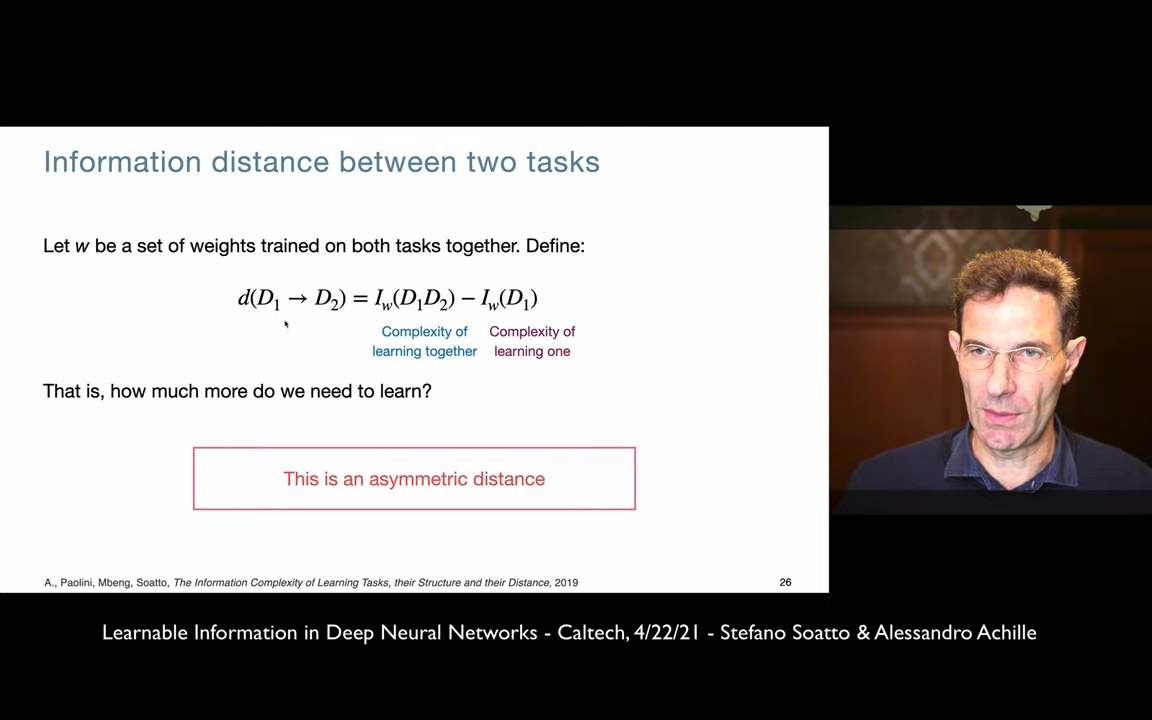 Information distance between two tasks
Let w be a set of weights trained on both tasks together. Define:
d(D₁ → D₂) = I_w(D₁D₂) − I_w(D₁)
Complexity of learning together
Complexity of learning one
That is, how much more do we need to learn?
This is an asymmetric distance
A., Paolini, Mbeng, Soatto, The Information Complexity of Learning Tasks, their Structure and their Distance, 2019
26
Learnable Information in Deep Neural Networks - Caltech, 4/22/21 - Stefano Soatto & Alessandro Achille